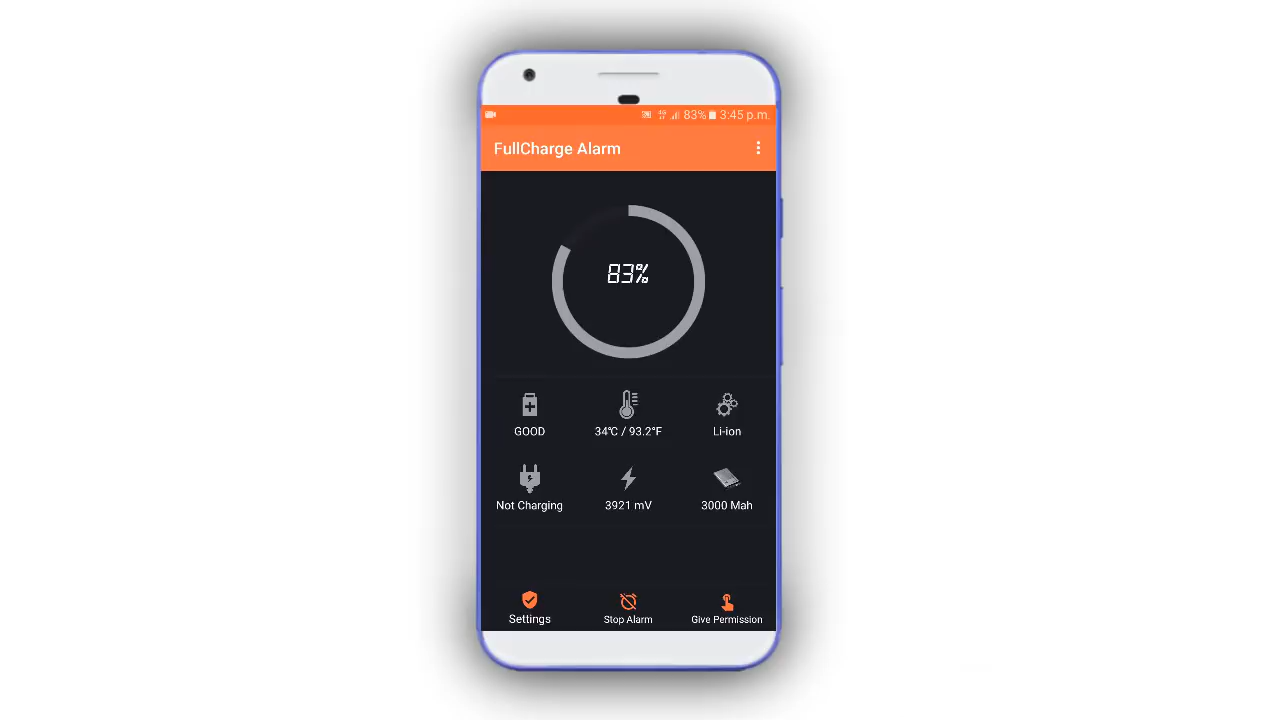 83% 3:45 p.m.
FullCharge Alarm
83%
GOOD 34℃ / 93.2°F Li-ion
Not Charging 3921 mV 3000 Mah
Settings Stop Alarm Give Permission